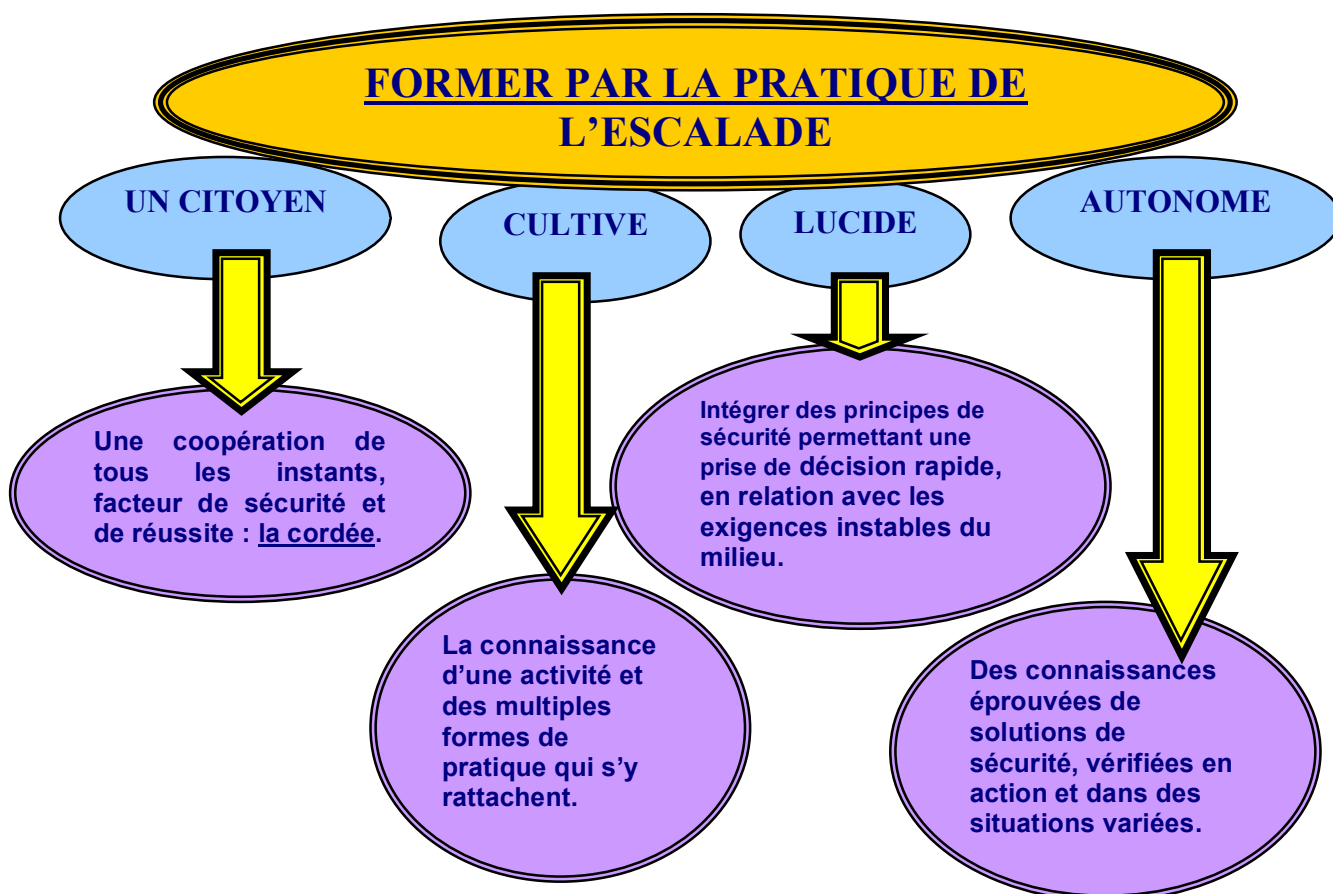 FORMER PAR LA PRATIQUE DE
L’ESCALADE
UN CITOYEN
CULTIVE
LUCIDE
AUTONOME
Une coopération de
tous les instants,
facteur de sécurité et
de réussite : la cordée.
Intégrer des principes de
sécurité permettant une
prise de décision rapide,
en relation avec les
exigences instables du
milieu.
La connaissance
d’une activité et
des multiples
formes de
pratique qui s’y
rattachent.
Des connaissances
éprouvées de
solutions de
sécurité, vérifiées en
action et dans des
situations variées.